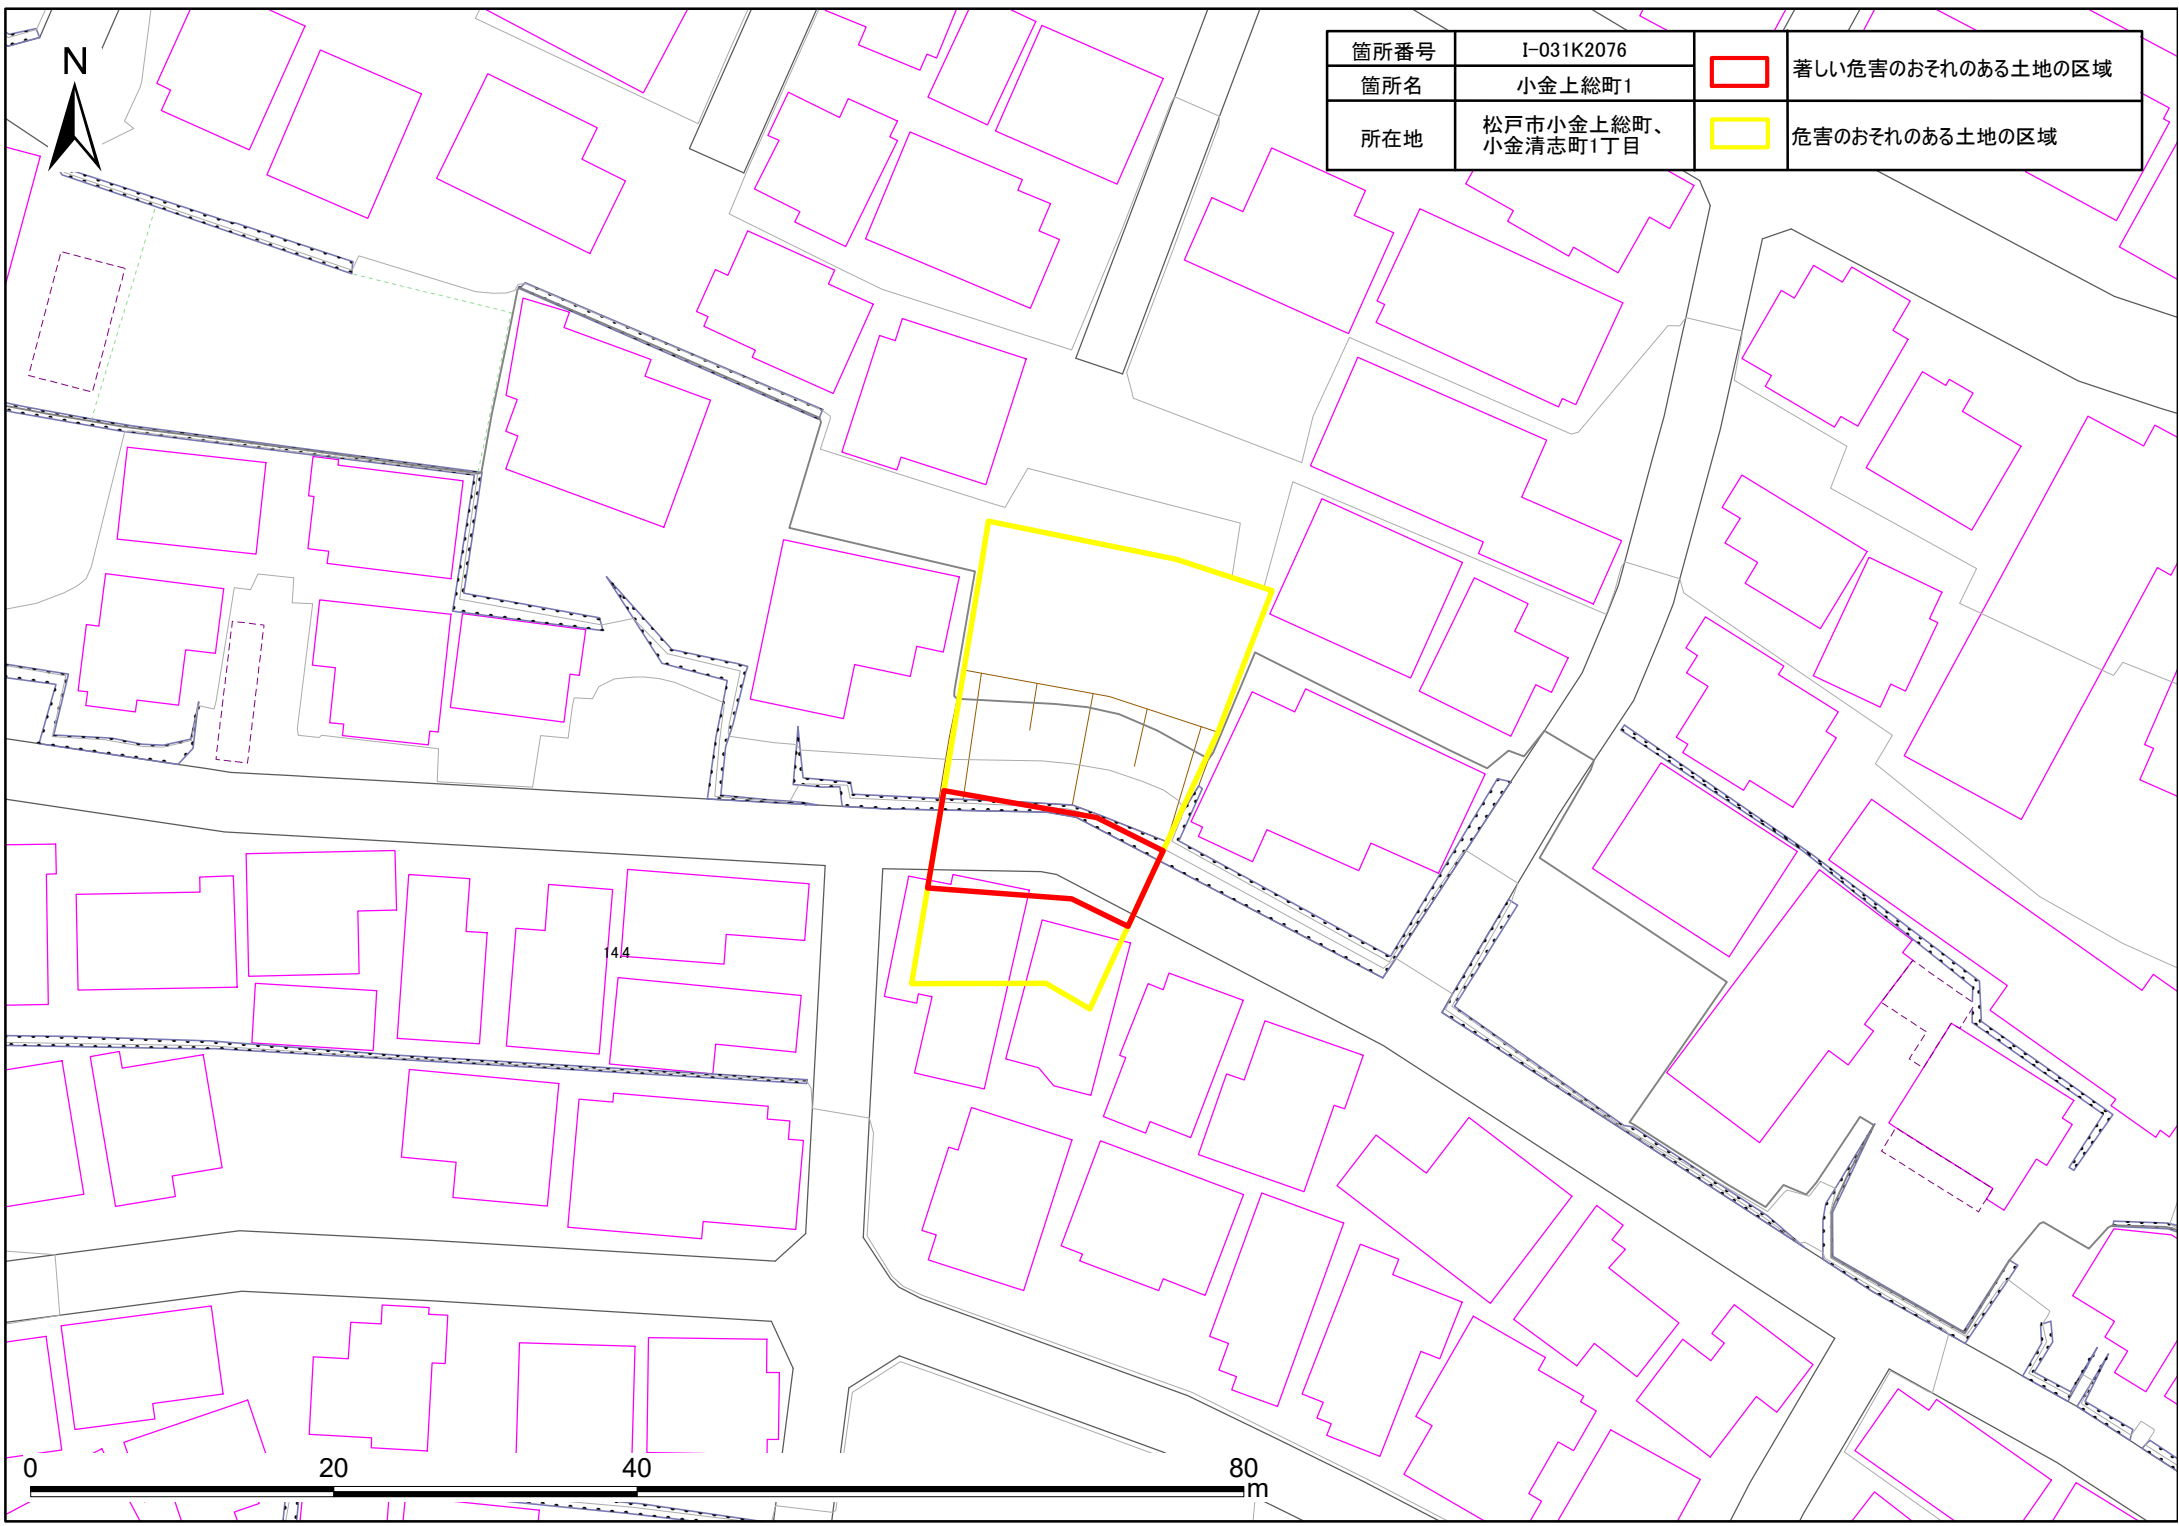 N
箇所番号 I-031K2076
箇所名 小金上総町1
所在地 松戸市小金上総町、
小金清志町1丁目
著しい危害のおそれのある土地の区域
危害のおそれのある土地の区域
14.4
0 20 40 80
m